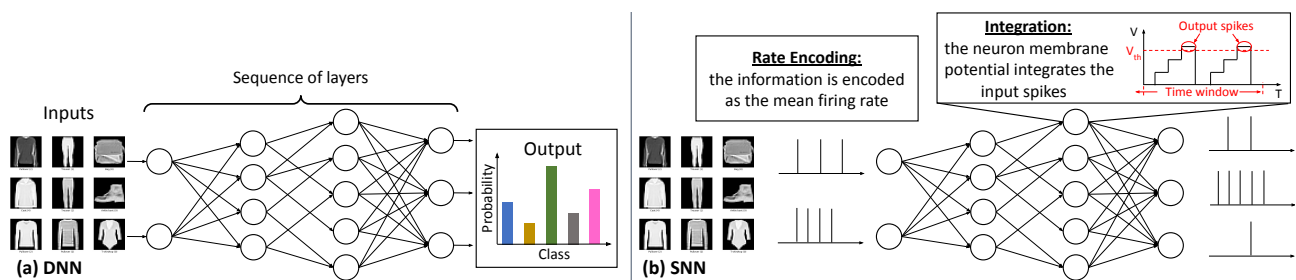 Sequence of layers
Inputs
Output
Probability
Class
(a) DNN
Rate Encoding:
the information is encoded
as the mean firing rate
Integration:
the neuron membrane
potential integrates the
input spikes
V
Output spikes
Vth
Time window
T
(b) SNN